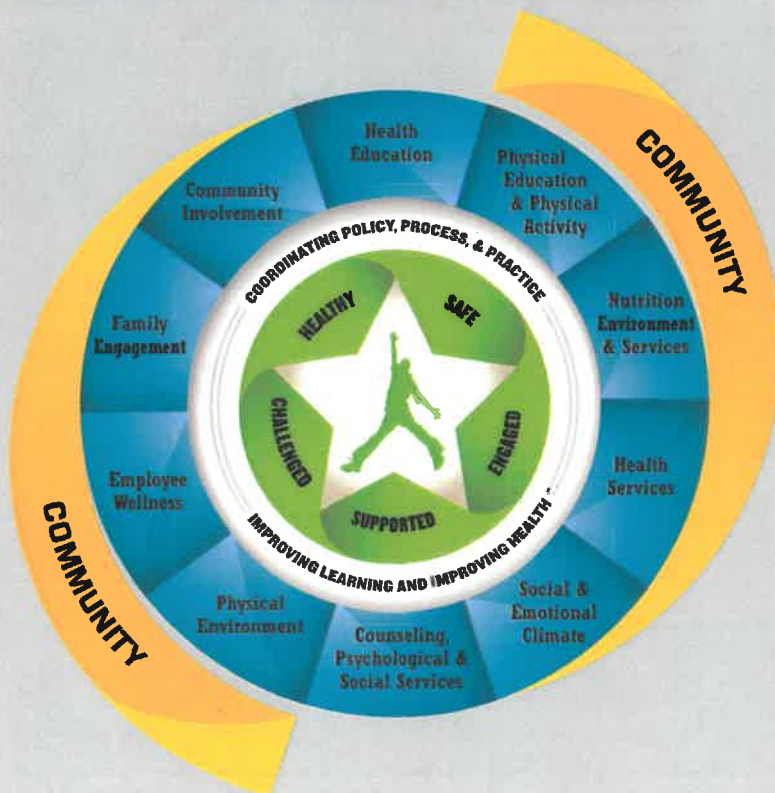 COMMUNITY
Health
Education
Physical
Education
& Physical
Activity
Nutrition
Environment
& Services
Health
Services
Social &
Emotional
Climate
Counseling,
Psychological &
Social Services
Physical
Environment
Employee
Wellness
Family
Engagement
Community
Involvement
COORDINATING POLICY, PROCESS, & PRACTICE
IMPROVING LEARNING AND IMPROVING HEALTH
HEALTHY
SAFE
ENGAGED
SUPPORTED
CHALLENGED
COMMUNITY